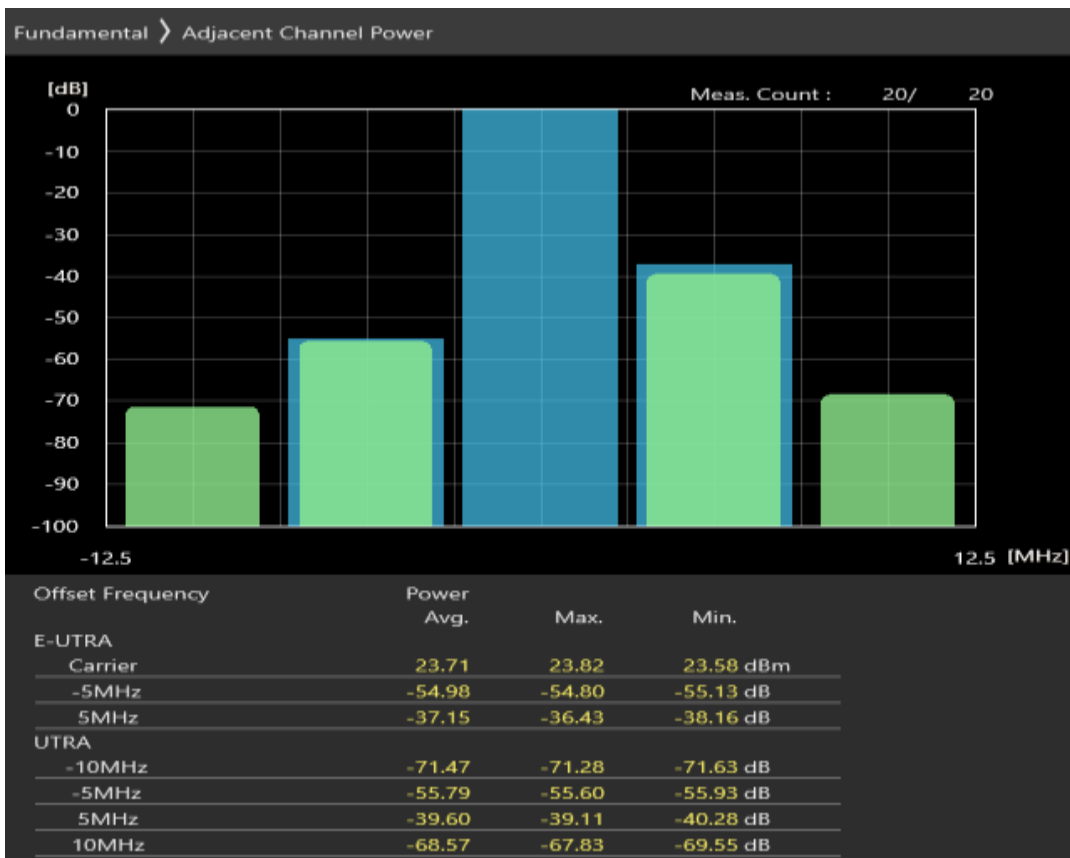 Fundamental 〉 Adjacent Channel Power
[dB]
Meas. Count : 20/ 20
0
-10
-20
-30
-40
-50
-60
-70
-80
-90
-100
-12.5 12.5 [MHz]
Offset Frequency Power
Avg. Max. Min.
E-UTRA
Carrier 23.71 23.82 23.58 dBm
-5MHz -54.98 -54.80 -55.13 dB
5MHz -37.15 -36.43 -38.16 dB
UTRA
-10MHz -71.47 -71.28 -71.63 dB
-5MHz -55.79 -55.60 -55.93 dB
5MHz -39.60 -39.11 -40.28 dB
10MHz -68.57 -67.83 -69.55 dB